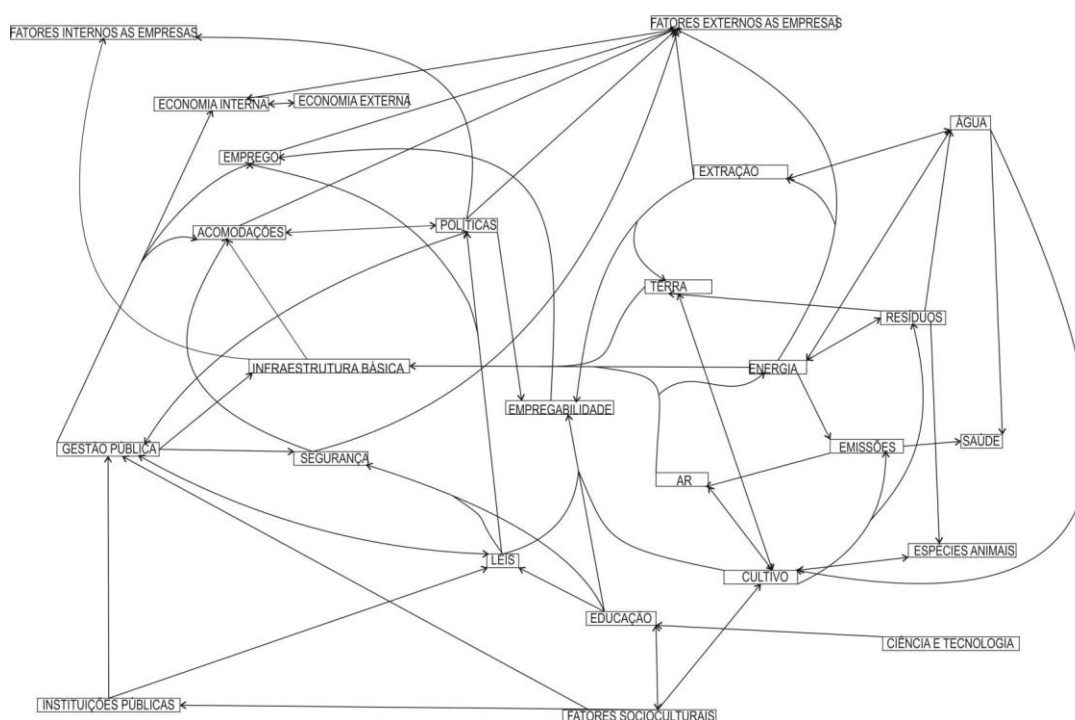 FATORES INTERNOS AS EMPRESAS
FATORES EXTERNOS AS EMPRESAS
ECONOMIA INTERNA
ECONOMIA EXTERNA
ÁGUA
EMPREGO
EXTRAÇÃO
ACOMODAÇÕES
POLÍTICAS
TERRA
RESÍDUOS
INFRAESTRUTURA BÁSICA
ENERGIA
EMPREGABILIDADE
GESTÃO PÚBLICA
SEGURANÇA
EMISSÕES
SAÚDE
AR
LEIS
ESPÉCIES ANIMAIS
CULTIVO
EDUCAÇÃO
CIÊNCIA E TECNOLOGIA
INSTITUIÇÕES PÚBLICAS
FATORES SOCIOCULTURAIS